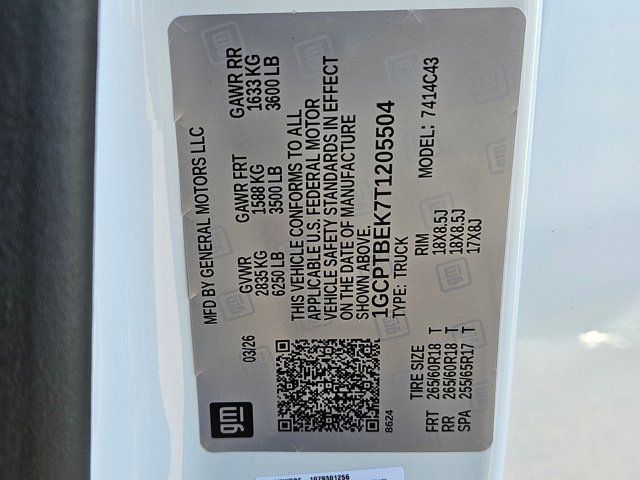 gm
MFD BY GENERAL MOTORS LLC
03/26
GVWR GAWR FRT GAWR RR
2835 KG 1588 KG 1633 KG
6250 LB 3500 LB 3600 LB
THIS VEHICLE CONFORMS TO ALL
APPLICABLE U.S. FEDERAL MOTOR
VEHICLE SAFETY STANDARDS IN EFFECT
ON THE DATE OF MANUFACTURE
SHOWN ABOVE.
1GCPTBEK7T1205504
8624
TYPE: TRUCK MODEL: 7414C43
TIRE SIZE RIM
FRT 265/60R18 T 18X8.5J
RR 265/60R18 T 18X8.5J
SPA 255/65R17 T 17X8J
1079301256